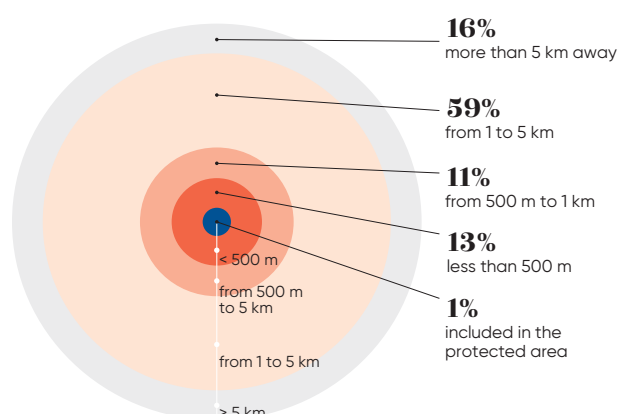 16%
more than 5 km away
59%
from 1 to 5 km
11%
from 500 m to 1 km
13%
less than 500 m
1%
included in the
protected area
< 500 m
from 500 m
to 5 km
from 1 to 5 km
> 5 km